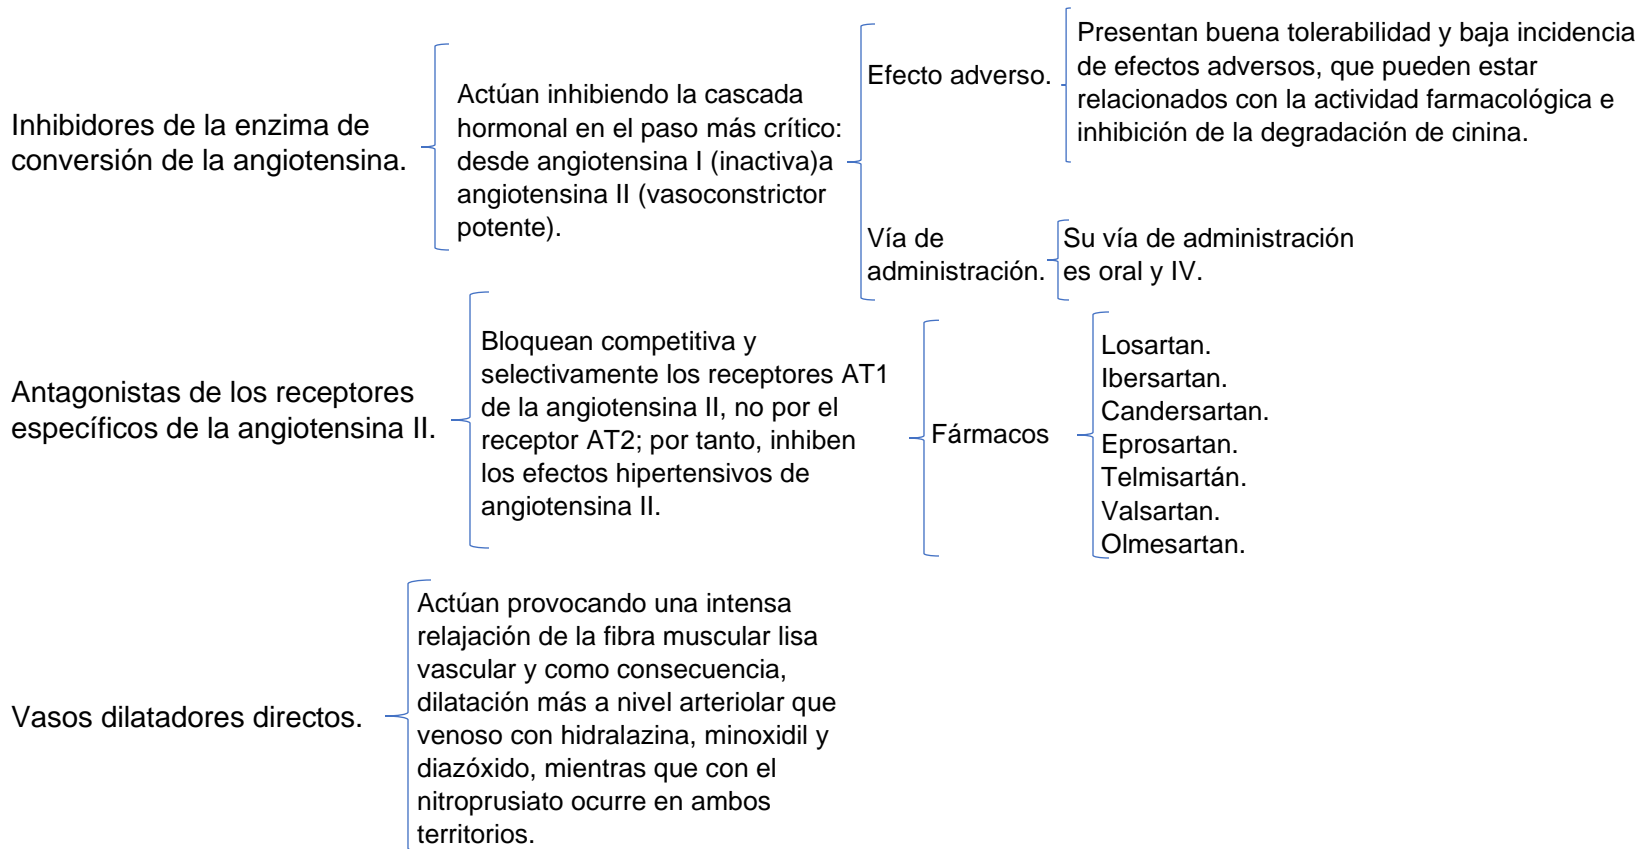 Inhibidores de la enzima de
conversión de la angiotensina.
Actúan inhibiendo la cascada
hormonal en el paso más crítico:
desde angiotensina I (inactiva)a
angiotensina II (vasoconstrictor
potente).
Efecto adverso.
Presentan buena tolerabilidad y baja incidencia
de efectos adversos, que pueden estar
relacionados con la actividad farmacológica e
inhibición de la degradación de cinina.
Vía de
administración.
Su vía de administración
es oral y IV.
Antagonistas de los receptores
específicos de la angiotensina II.
Bloquean competitiva y
selectivamente los receptores AT1
de la angiotensina II, no por el
receptor AT2; por tanto, inhiben
los efectos hipertensivos de
angiotensina II.
Fármacos
Losartan.
Ibersartan.
Candersartan.
Eprosartan.
Telmisartán.
Valsartan.
Olmesartan.
Vasos dilatadores directos.
Actúan provocando una intensa
relajación de la fibra muscular lisa
vascular y como consecuencia,
dilatación más a nivel arteriolar que
venoso con hidralazina, minoxidil y
diazóxido, mientras que con el
nitroprusiato ocurre en ambos
territorios.